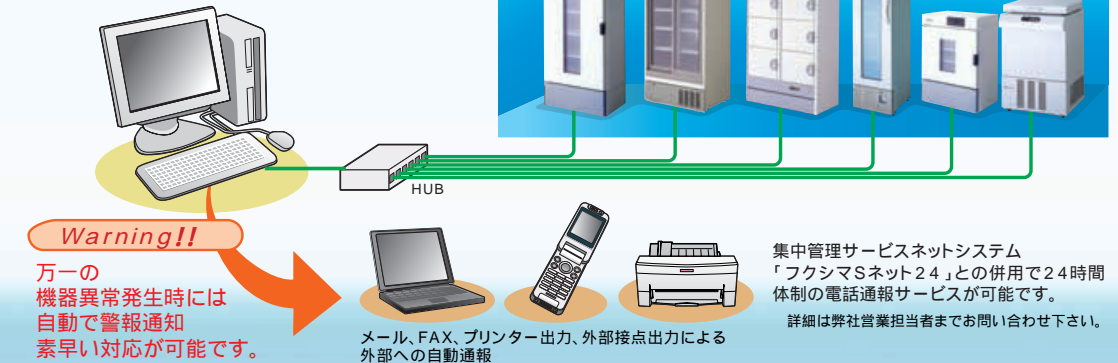 HUB
Warning!!
万一の
機器異常発生時には
自動で警報通知
素早い対応が可能です。
メール、FAX、プリンター出力、外部接点出力による
外部への自動通報
集中管理サービスネットシステム
「フクシマSネット24」との併用で24時間
体制の電話通報サービスが可能です。
詳細は弊社営業担当者までお問い合わせ下さい。